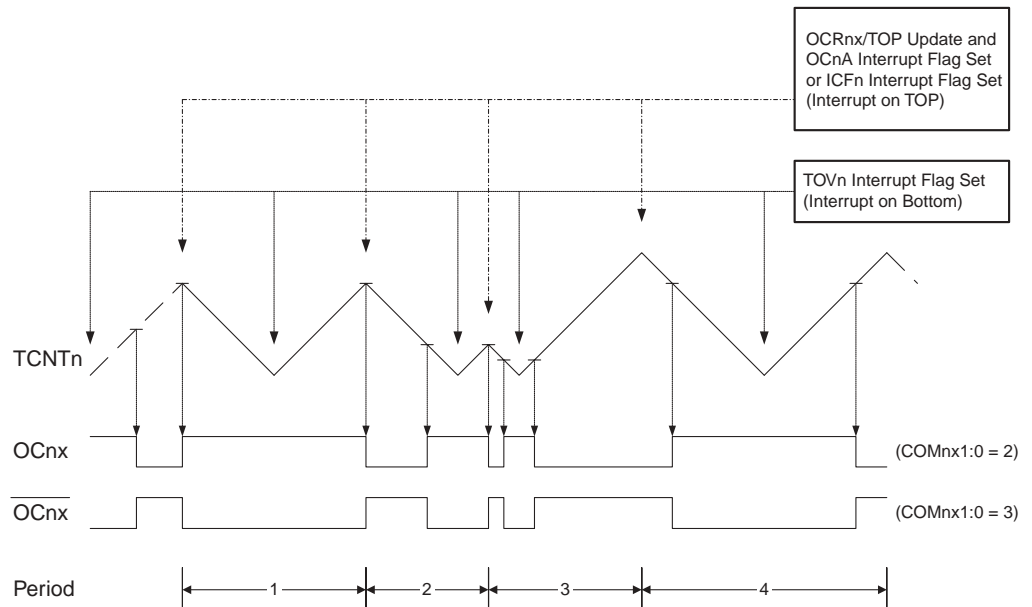 OCRnx/TOP Update and
OCnA Interrupt Flag Set
or ICFn Interrupt Flag Set
(Interrupt on TOP)
TOVn Interrupt Flag Set
(Interrupt on Bottom)
TCNTn
OCnx
(COMnx1:0 = 2)
OCnx
(COMnx1:0 = 3)
Period
1
2
3
4